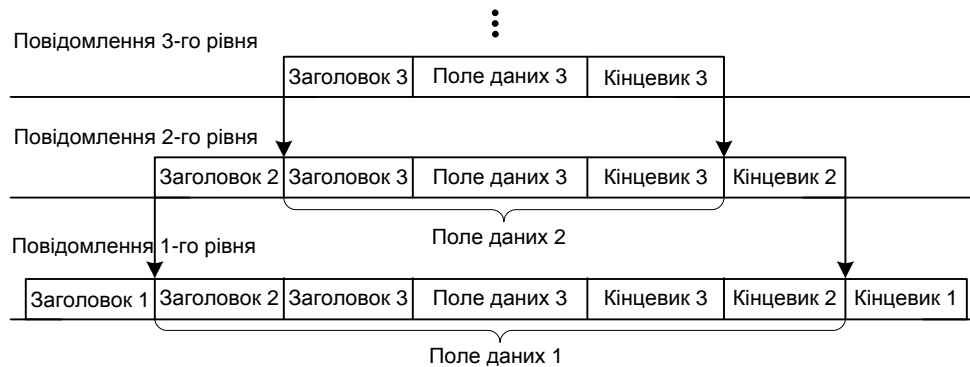 Повідомлення 3-го рівня
Заголовок 3 Поле даних 3 Кінцевик 3
Повідомлення 2-го рівня
Заголовок 2 Заголовок 3 Поле даних 3 Кінцевик 3 Кінцевик 2
Поле даних 2
Повідомлення 1-го рівня
Заголовок 1 Заголовок 2 Заголовок 3 Поле даних 3 Кінцевик 3 Кінцевик 2 Кінцевик 1
Поле даних 1